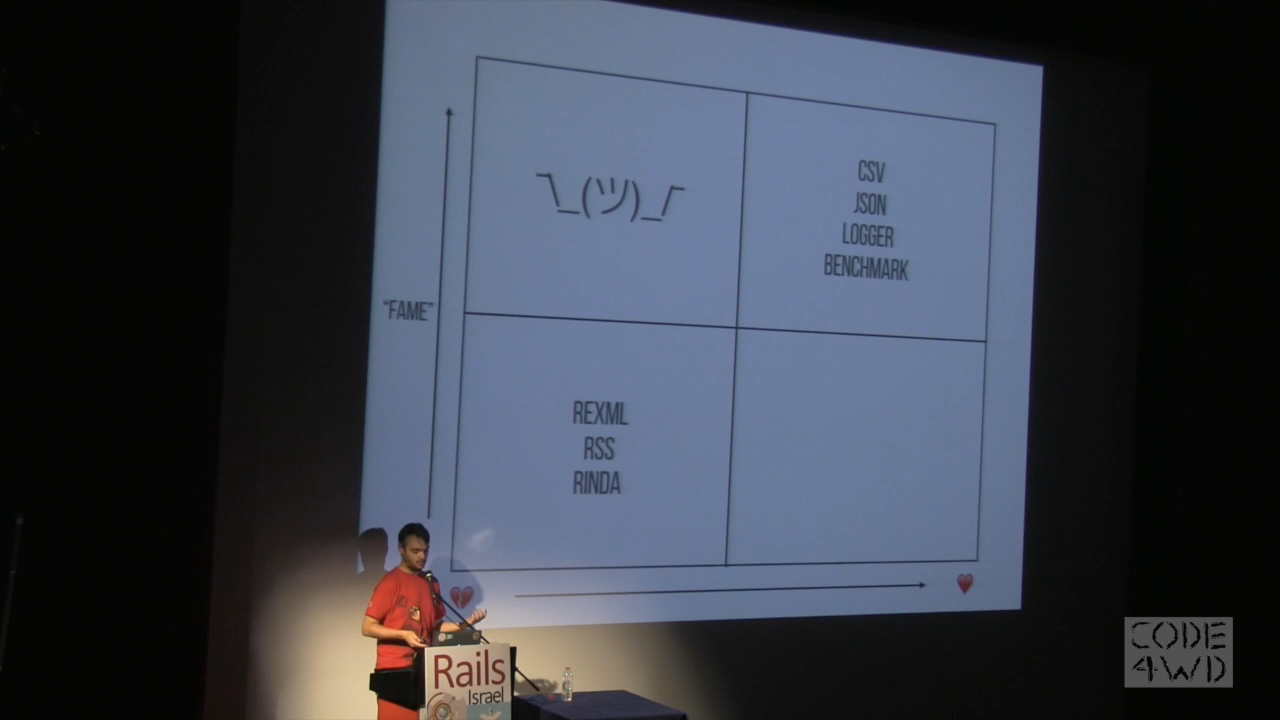 ¯\_(ツ)_/¯
CSV
JSON
LOGGER
BENCHMARK
“FAME”
REXML
RSS
RINDA
Rails
Israel
CODE
4WD